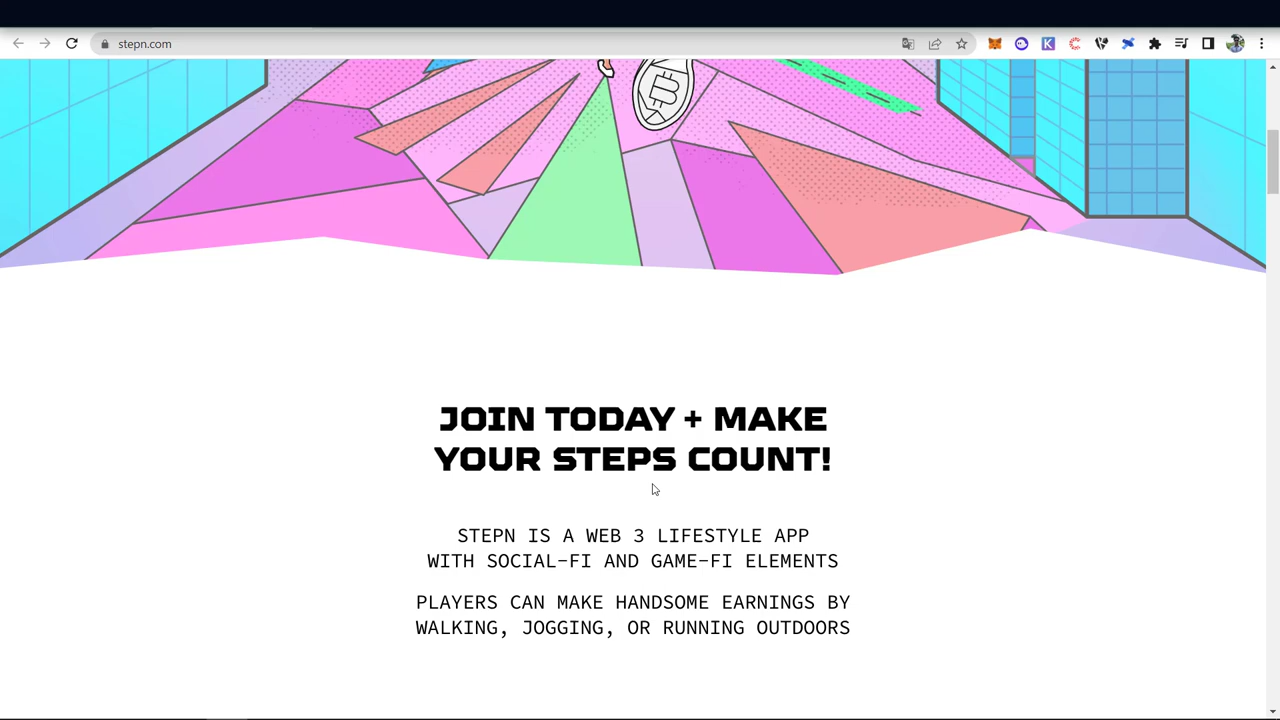 stepn.com
JOIN TODAY + MAKE
YOUR STEPS COUNT!
STEPN IS A WEB 3 LIFESTYLE APP
WITH SOCIAL-FI AND GAME-FI ELEMENTS
PLAYERS CAN MAKE HANDSOME EARNINGS BY
WALKING, JOGGING, OR RUNNING OUTDOORS